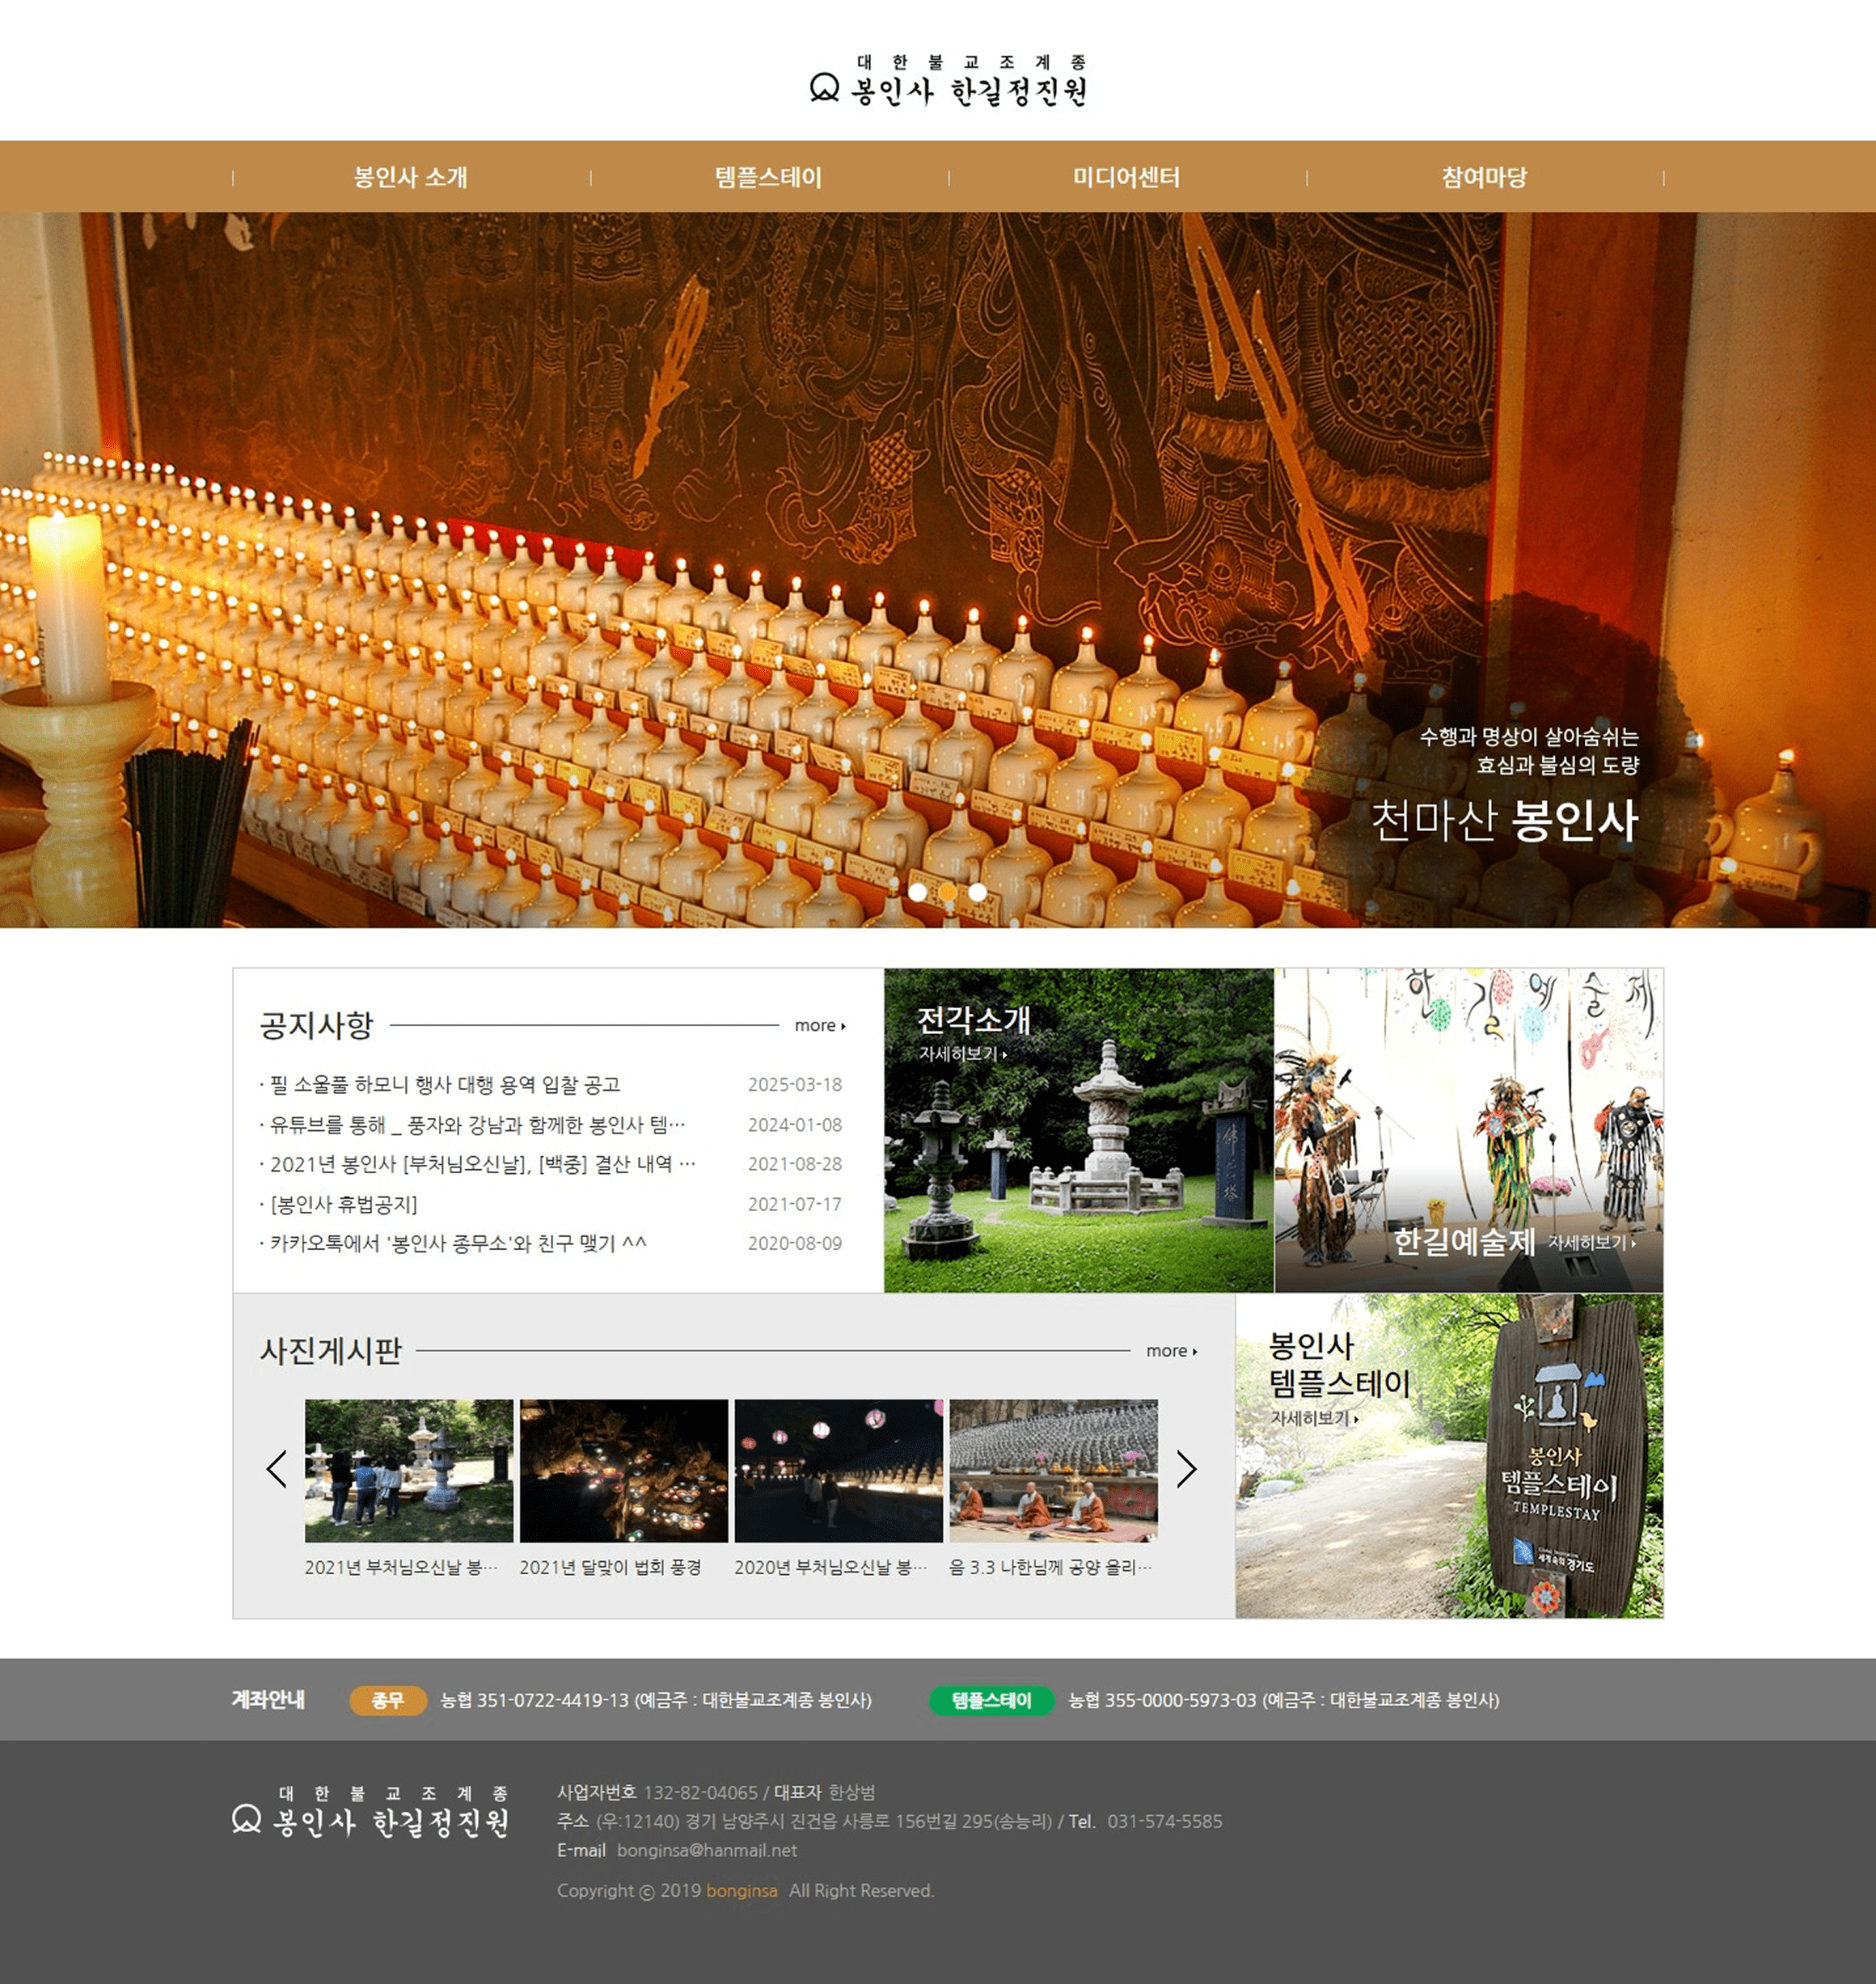 대한불교조계종
봉인사 한길정진원
봉인사 소개
템플스테이
미디어센터
참여마당
수행과 명상이 살아숨쉬는
효심과 불심의 도량
천마산 봉인사
공지사항
more
· 필 소울풀 하모니 행사 대행 용역 입찰 공고 2025-03-18
· 유튜브를 통해 _ 풍자와 강남과 함께한 봉인사 템… 2024-01-08
· 2021년 봉인사 [부처님오신날], [백중] 결산 내역 … 2021-08-28
· [봉인사 휴법공지] 2021-07-17
· 카카오톡에서 '봉인사 종무소'와 친구 맺기 ^^ 2020-08-09
전각소개
자세히보기
한길예술제
한길예술제 자세히보기
사진게시판
more
2021년 부처님오신날 봉…
2021년 달맞이 법회 풍경
2020년 부처님오신날 봉…
음 3.3 나한님께 공양 올리…
봉인사
템플스테이
자세히보기
봉인사
템플스테이
TEMPLESTAY
세계속의 경기도
계좌안내
종무
농협 351-0722-4419-13 (예금주 : 대한불교조계종 봉인사)
템플스테이
농협 355-0000-5973-03 (예금주 : 대한불교조계종 봉인사)
대한불교조계종
봉인사 한길정진원
사업자번호 132-82-04065 / 대표자 한상범
주소 (우:12140) 경기 남양주시 진건읍 사릉로 156번길 295(송능리) / Tel. 031-574-5585
E-mail bonginsa@hanmail.net
Copyright ⓒ 2019 bonginsa All Right Reserved.